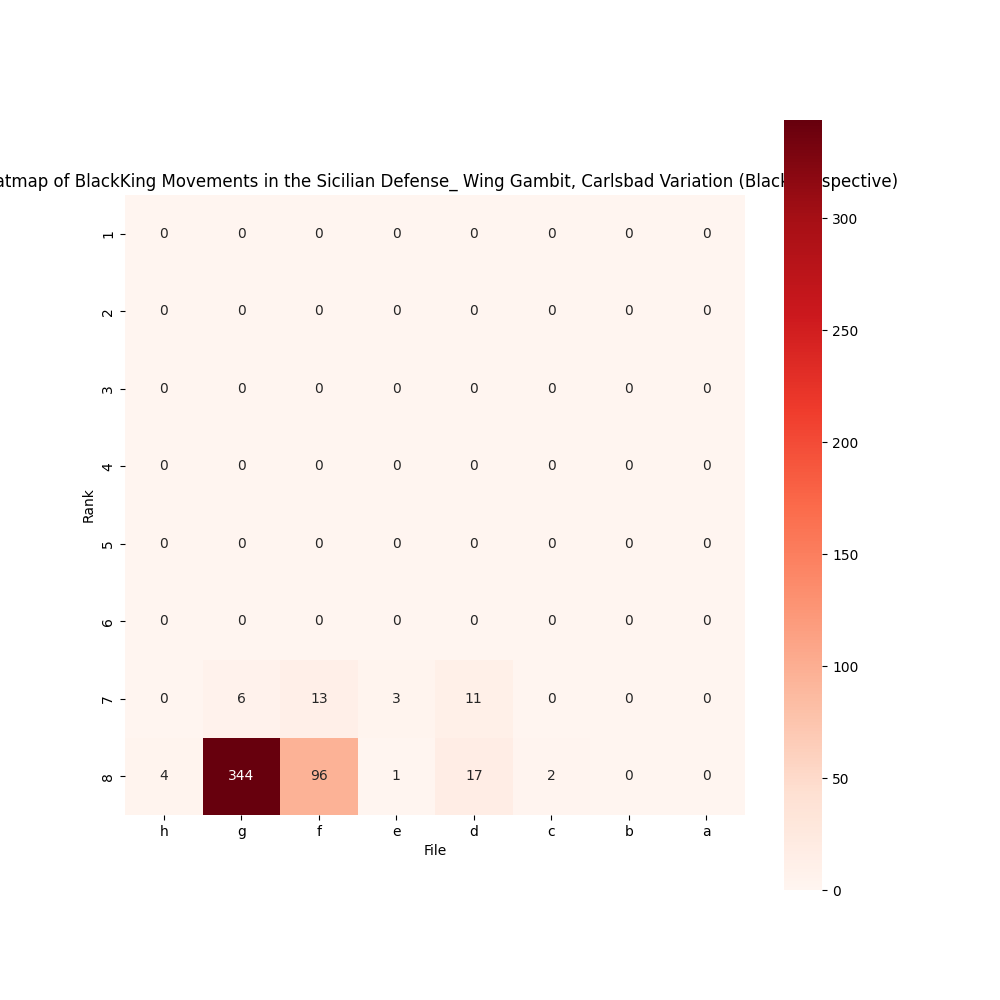 of BlackKing Movements in the Sicilian Defense_ Wing Gambit, Carlsbad Variation
1 0 0 0 0 0 0 0 0
2 0 0 0 0 0 0 0 0
3 0 0 0 0 0 0 0 0
4 0 0 0 0 0 0 0 0
5 0 0 0 0 0 0 0 0
6 0 0 0 0 0 0 0 0
7 0 6 13 3 11 0 0 0
8 4 344 96 1 17 2 0 0
h g f e d c b a
File
Rank
300
250
200
150
100
50
0